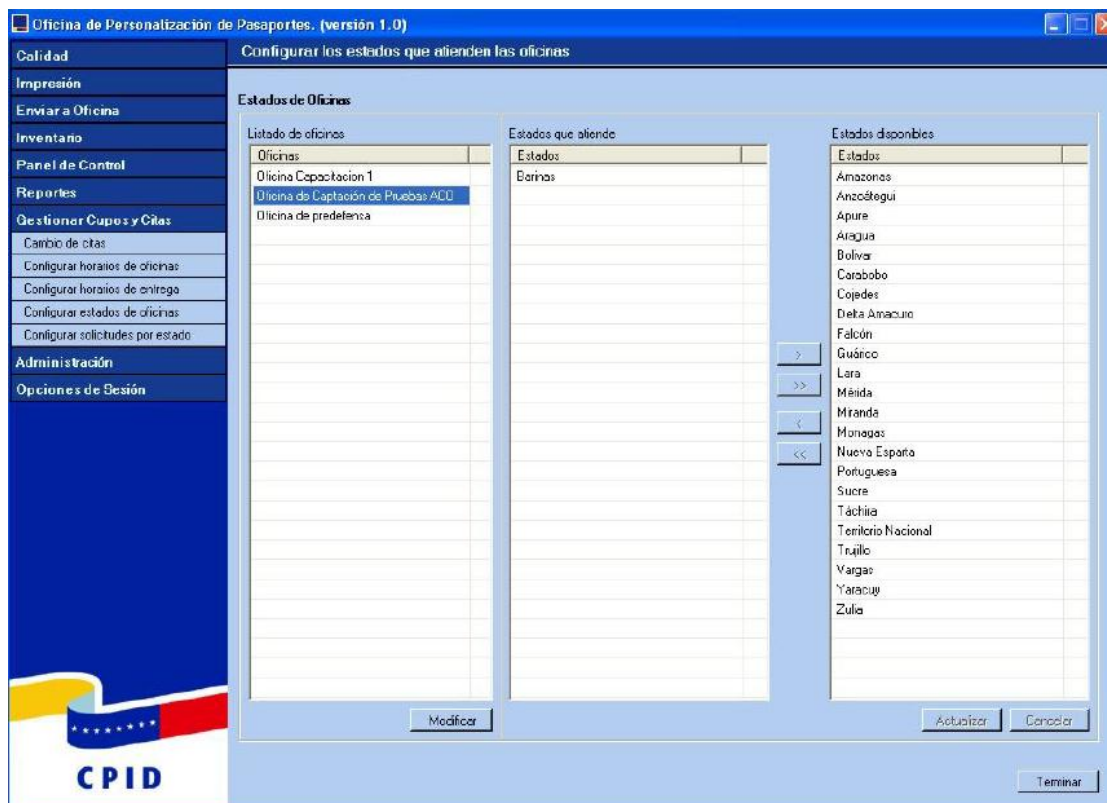 Oficina de Personalización de Pasaportes. (versión 1.0)
Calidad
Impresión
Enviar a Oficina
Inventario
Panel de Control
Reportes
Gestionar Cupos y Citas
Cambio de citas
Configurar horarios de oficinas
Configurar horarios de entrega
Configurar estados de oficinas
Configurar solicitudes por estado
Administración
Opciones de Sesión
CPID
Configurar los estados que atienden las oficinas
Estados de Oficinas
Listado de oficinas
Oficinas
Oficina Capacitacion 1
Oficina de Captación de Pruebas ACO
Oficina de predefensa
Modificar
Estados que atiende
Estados
Barinas
>
>>
<
<<
Estados disponibles
Estados
Amazonas
Anzoátegui
Apure
Aragua
Bolivar
Carabobo
Cojedes
Delta Amacuro
Falcón
Guárico
Lara
Mérida
Miranda
Monagas
Nueva Esparta
Portuguesa
Sucre
Táchira
Territorio Nacional
Trujillo
Vargas
Yaracuy
Zulia
Actualizar
Cancelar
Terminar